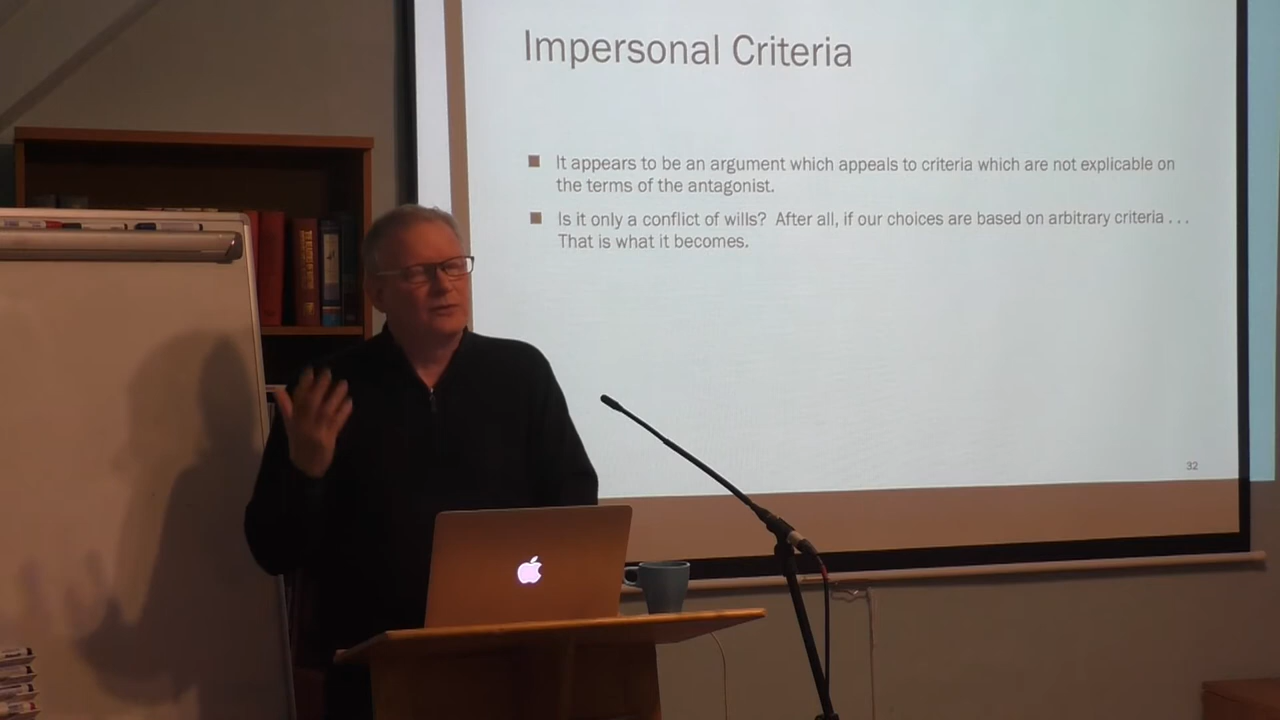 Impersonal Criteria
It appears to be an argument which appeals to criteria which are not explicable on
the terms of the antagonist.
Is it only a conflict of wills? After all, if our choices are based on arbitrary criteria . . .
That is what it becomes.
32